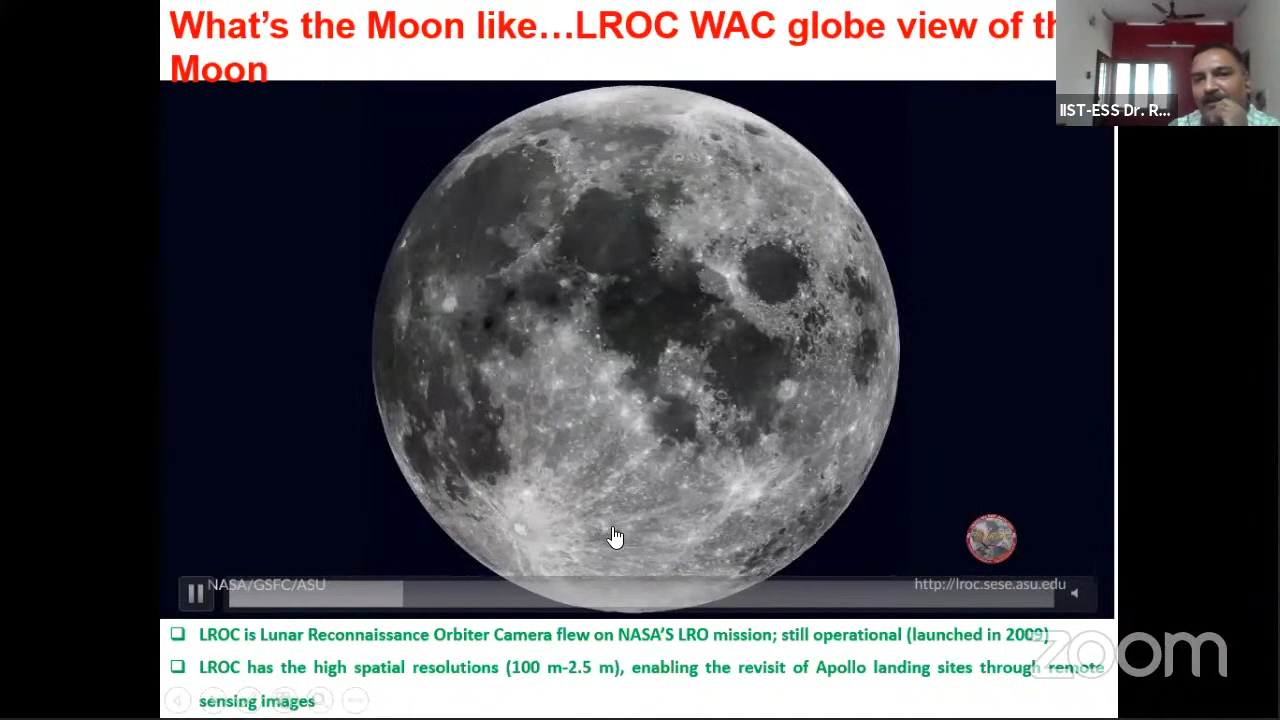 What's the Moon like…LROC WAC globe view of th
Moon
IIST-ESS Dr. R...
NASA/GSFC/ASU
http://lroc.sese.asu.edu
LROC is Lunar Reconnaissance Orbiter Camera flew on NASA'S LRO mission; still operational (launched in 2009)
LROC has the high spatial resolutions (100 m-2.5 m), enabling the revisit of Apollo landing sites through remote
sensing images
zoom